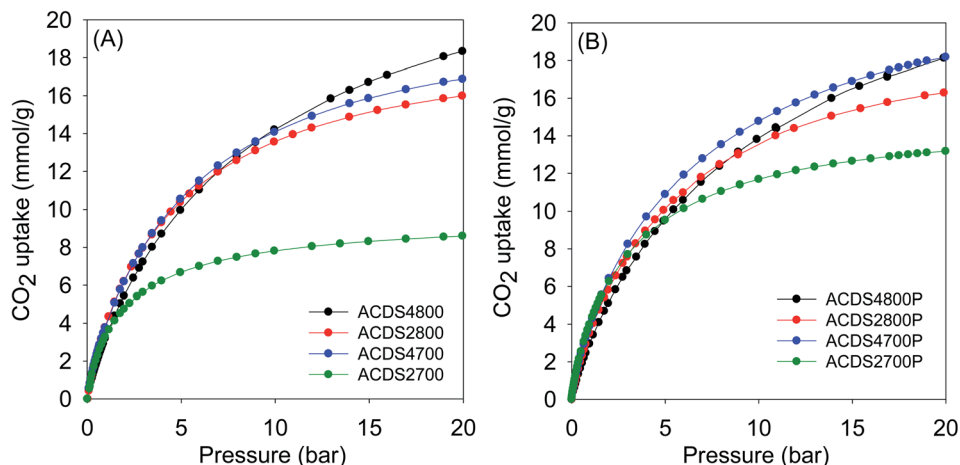 (A)
CO2 uptake (mmol/g)
20
18
16
14
12
10
8
6
4
2
0
ACDS4800
ACDS2800
ACDS4700
ACDS2700
0 5 10 15 20
Pressure (bar)
(B)
CO2 uptake (mmol/g)
20
18
16
14
12
10
8
6
4
2
0
ACDS4800P
ACDS2800P
ACDS4700P
ACDS2700P
0 5 10 15 20
Pressure (bar)